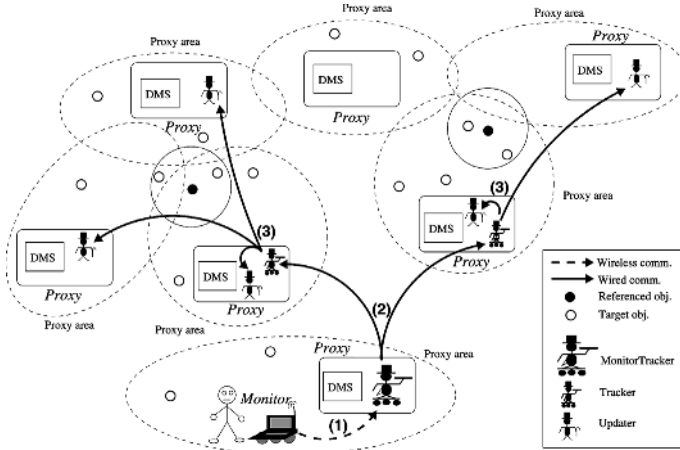 Proxy area
Proxy area
Proxy area
Proxy
DMS
Proxy
DMS
Proxy
DMS
(3)
DMS
Proxy
Proxy area
(3)
DMS
Proxy
Proxy area
DMS
Proxy
Proxy area
(2)
Proxy
Proxy area
DMS
Monitor
(1)
Wireless comm.
Wired comm.
Referenced obj.
Target obj.
MonitorTracker
Tracker
Updater